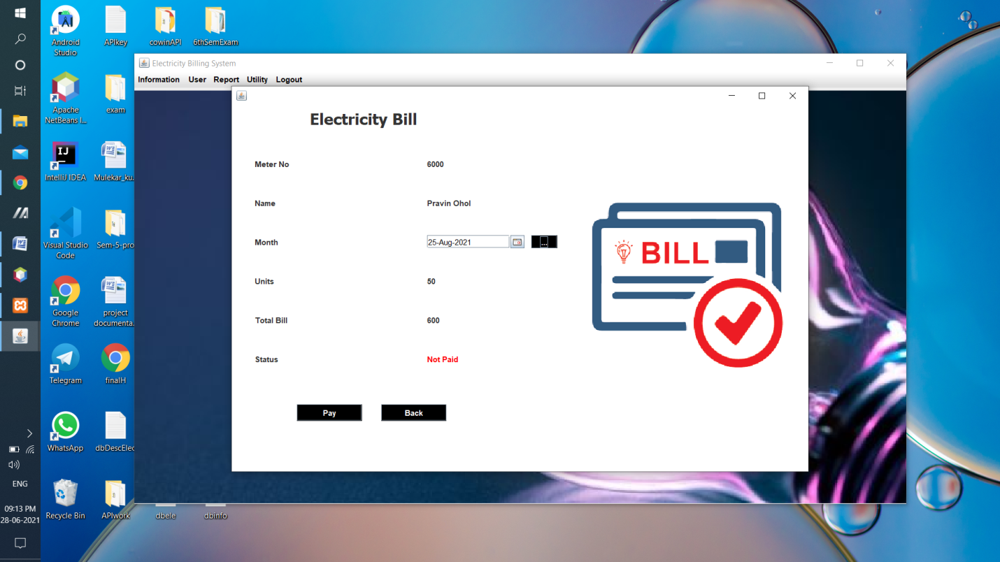 Android
Studio
APIkey
cowinAPI
6thSemExam
Apache
NetBeans I...
exam
IntelliJ IDEA
Mulekar_ku...
Visual Studio
Code
Sem-5-pro
Google
Chrome
project
documenta...
Telegram
finalH
WhatsApp
dbDescElec
Recycle Bin
APIwork
dbele
dbinfo
Electricity Billing System
Information User Report Utility Logout
Electricity Bill
Meter No 6000
Name Pravin Ohol
Month 25-Aug-2021 ...
Units 50
Total Bill 600
Status Not Paid
Pay Back
BILL
IJ
ENG
09:13 PM
28-06-2021